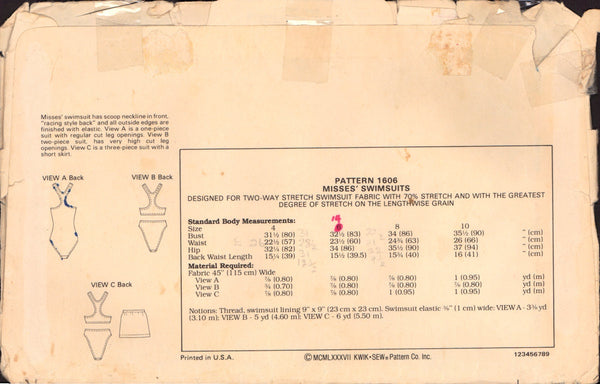 Misses' swimsuit has scoop neckline in front,
"racing style back" and all outside edges are
finished with elastic. View A is a one-piece
suit with regular cut leg openings. View B
two-piece suit, has very high cut leg
openings. View C is a three-piece suit with a
short skirt.
VIEW A Back VIEW B Back
VIEW C Back
PATTERN 1606
MISSES' SWIMSUITS
DESIGNED FOR TWO-WAY STRETCH SWIMSUIT FABRIC WITH 70% STRETCH AND WITH THE GREATEST
DEGREE OF STRETCH ON THE LENGTHWISE GRAIN
Standard Body Measurements:
Size 4 8 10
Bust 31½ (80) 32½ (83) 34 (86) 35½ (90) " (cm)
Waist 22½ (57) 23½ (60) 24¾ (63) 26 (66) " (cm)
Hip 32¼ (82) 34 (86) 35½ (90) 37 (94) " (cm)
Back Waist Length 15¼ (39) 15½ (39.5) 15¾ (40) 16 (41) " (cm)
Material Required:
Fabric 45" (115 cm) Wide
View A ⅞ (0.80) ⅞ (0.80) ⅞ (0.80) 1 (0.95) yd (m)
View B ¾ (0.70) ⅞ (0.80) ⅞ (0.80) ⅞ (0.80) yd (m)
View C ⅞ (0.80) ⅞ (0.80) 1 (0.95) 1 (0.95) yd (m)
Notions: Thread, swimsuit lining 9" x 9" (23 cm x 23 cm). Swimsuit elastic ⅜" (1 cm) wide: VIEW A - 3⅜ yd
(3.10 m); VIEW B - 5 yd (4.60 m); VIEW C - 6 yd (5.50 m).
Printed in U.S.A. © MCMLXXXVII KWIK•SEW® Pattern Co. Inc. 123456789